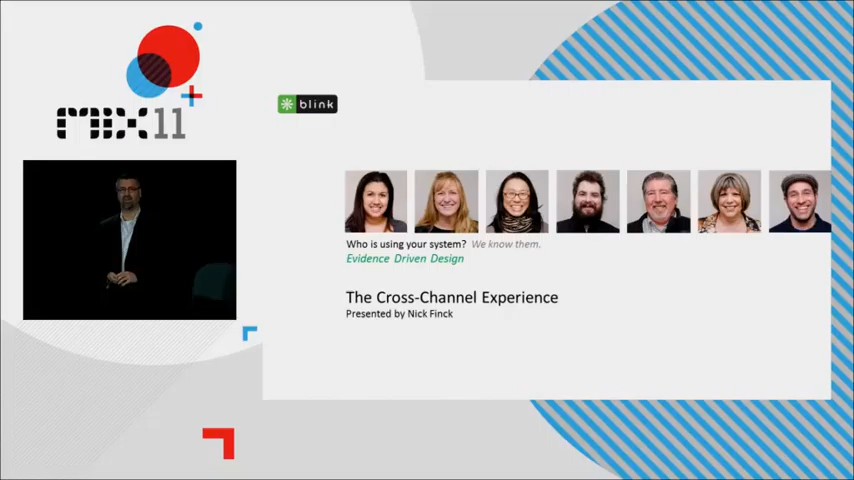 mix11
blink
Who is using your system? We know them.
Evidence Driven Design
The Cross-Channel Experience
Presented by Nick Finck